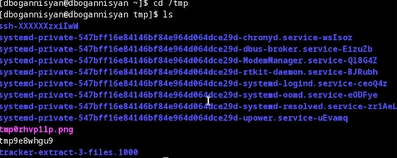 [dbogannisyan@dbogannisyan ~]$ cd /tmp
[dbogannisyan@dbogannisyan tmp]$ ls
ssh-XXXXXXzxiIwW
systemd-private-547bff16e84146bf84e964d064dce29d-chronyd.service-wsIsoz
systemd-private-547bff16e84146bf84e964d064dce29d-dbus-broker.service-EizuZb
systemd-private-547bff16e84146bf84e964d064dce29d-ModemManager.service-Ql8G4Z
systemd-private-547bff16e84146bf84e964d064dce29d-rtkit-daemon.service-BJRubh
systemd-private-547bff16e84146bf84e964d064dce29d-systemd-logind.service-ceoQ4z
systemd-private-547bff16e84146bf84e964d064dce29d-systemd-oomd.service-eODFye
systemd-private-547bff16e84146bf84e964d064dce29d-systemd-resolved.service-zr1AeL
systemd-private-547bff16e84146bf84e964d064dce29d-upower.service-uEvamq
tmp0rhvp1lp.png
tmp9e8whgu9
tracker-extract-3-files.1000